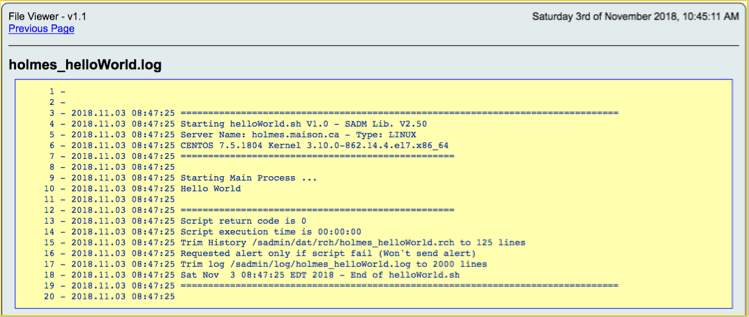 File Viewer - v1.1
Saturday 3rd of November 2018, 10:45:11 AM
Previous Page
holmes_helloWorld.log
1 -
2 -
3 - 2018.11.03 08:47:25 ================================================================================
4 - 2018.11.03 08:47:25 Starting helloWorld.sh V1.0 - SADM Lib. V2.50
5 - 2018.11.03 08:47:25 Server Name: holmes.maison.ca - Type: LINUX
6 - 2018.11.03 08:47:25 CENTOS 7.5.1804 Kernel 3.10.0-862.14.4.el7.x86_64
7 - 2018.11.03 08:47:25 ==================================================
8 - 2018.11.03 08:47:25
9 - 2018.11.03 08:47:25 Starting Main Process ...
10 - 2018.11.03 08:47:25 Hello World
11 - 2018.11.03 08:47:25
12 - 2018.11.03 08:47:25 ==================================================
13 - 2018.11.03 08:47:25 Script return code is 0
14 - 2018.11.03 08:47:25 Script execution time is 00:00:00
15 - 2018.11.03 08:47:25 Trim History /sadmin/dat/rch/holmes_helloWorld.rch to 125 lines
16 - 2018.11.03 08:47:25 Requested alert only if script fail (Won't send alert)
17 - 2018.11.03 08:47:25 Trim log /sadmin/log/holmes_helloWorld.log to 2000 lines
18 - 2018.11.03 08:47:25 Sat Nov  3 08:47:25 EDT 2018 - End of helloWorld.sh
19 - 2018.11.03 08:47:25 ================================================================================
20 - 2018.11.03 08:47:25